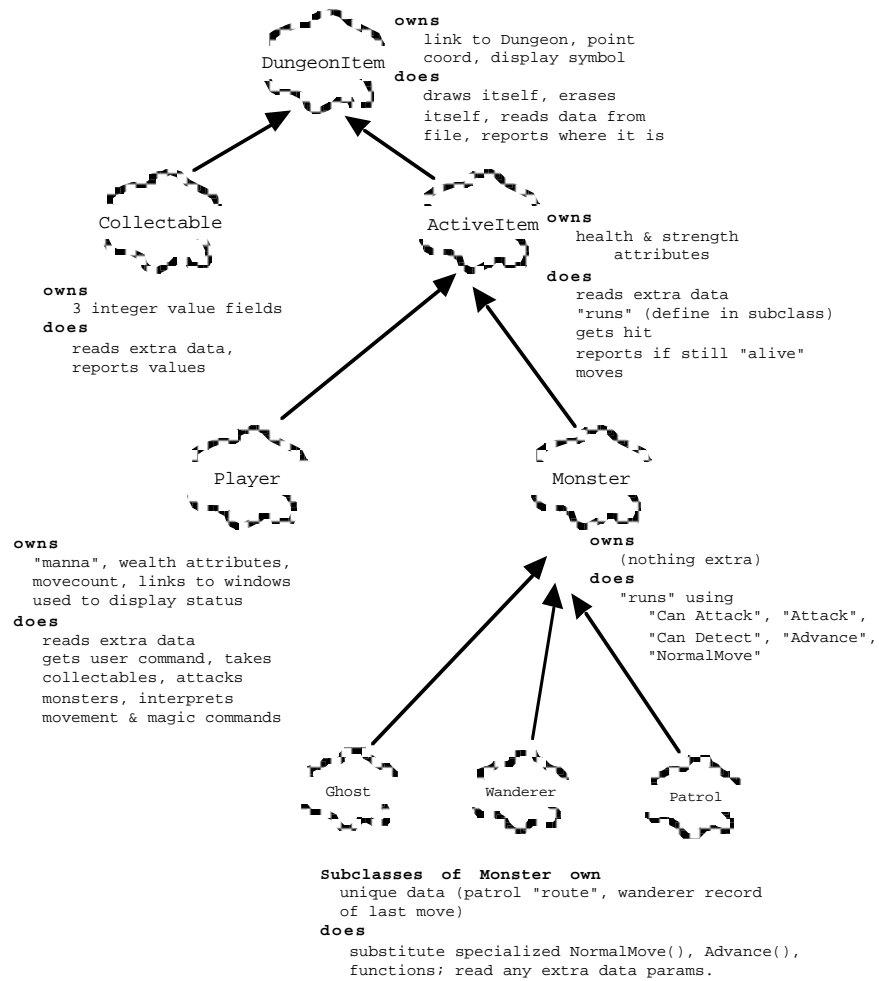 DungeonItem
owns
link to Dungeon, point
coord, display symbol
does
draws itself, erases
itself, reads data from
file, reports where it is
Collectable
owns
3 integer value fields
does
reads extra data,
reports values
ActiveItem
owns
health & strength
attributes
does
reads extra data
"runs" (define in subclass)
gets hit
reports if still "alive"
moves
Player
owns
"manna", wealth attributes,
movecount, links to windows
used to display status
does
reads extra data
gets user command, takes
collectables, attacks
monsters, interprets
movement & magic commands
Monster
owns
(nothing extra)
does
"runs" using
"Can Attack", "Attack",
"Can Detect", "Advance",
"NormalMove"
Ghost
Wanderer
Patrol
Subclasses of Monster own
unique data (patrol "route", wanderer record
of last move)
does
substitute specialized NormalMove(), Advance(),
functions; read any extra data params.